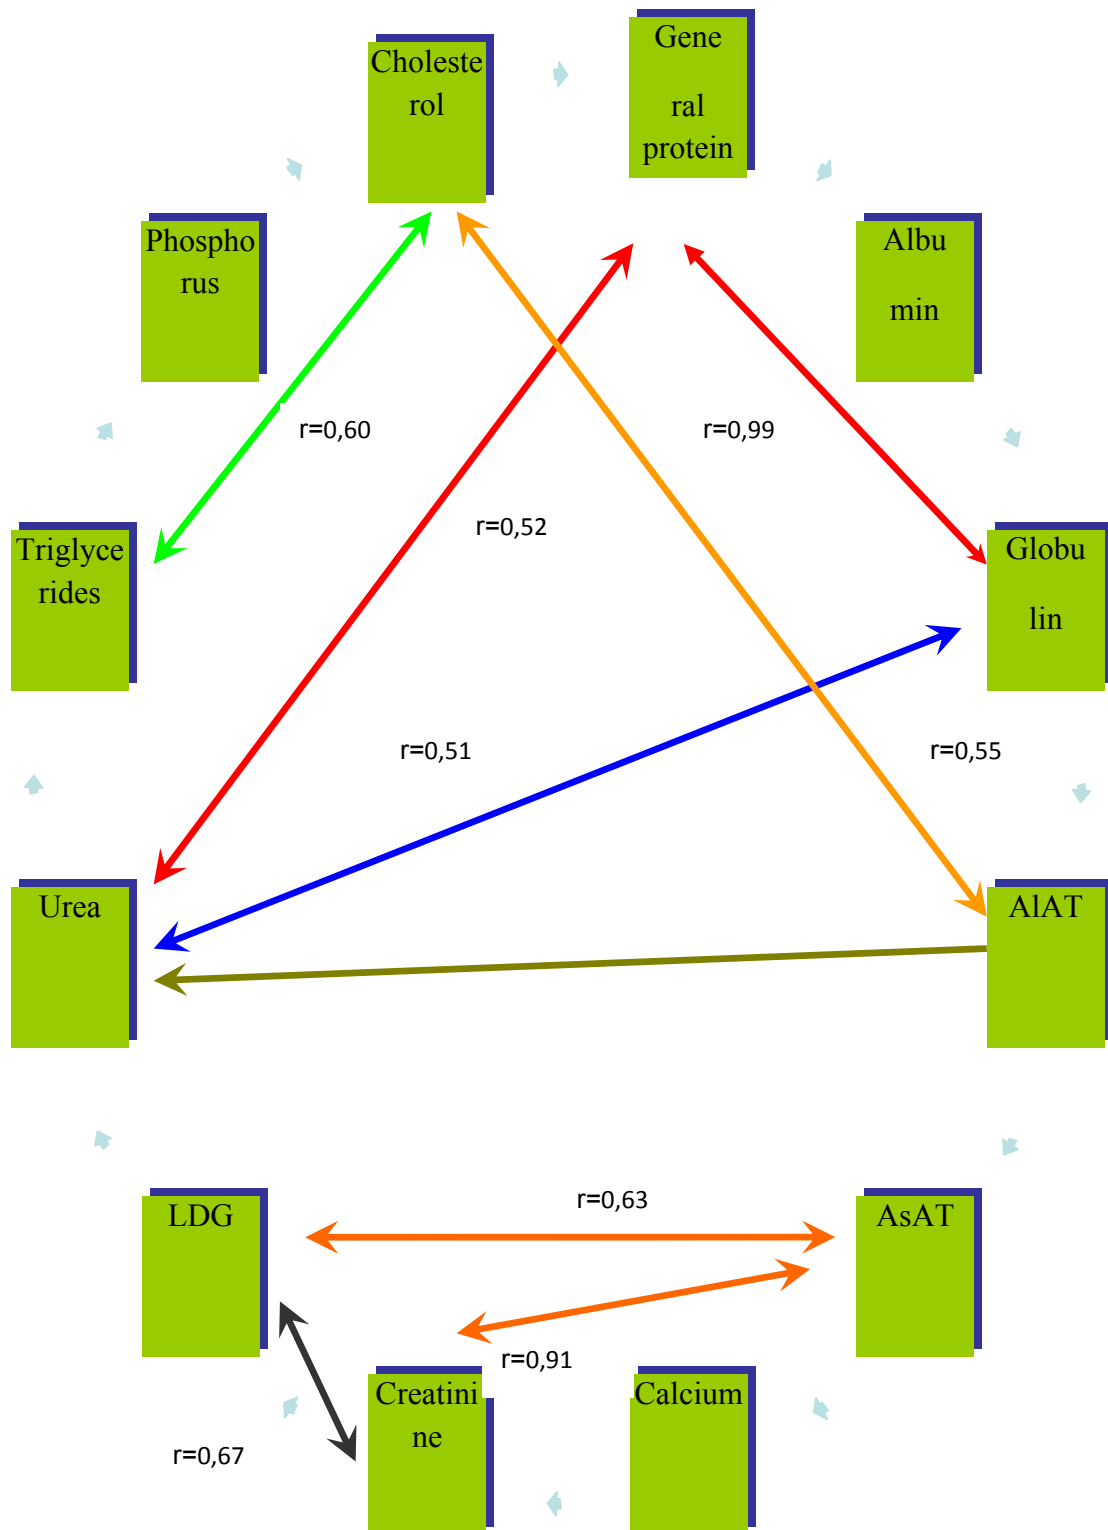 Choleste
rol
Gene
ral
protein
Phospho
rus
Albu
min
r=0,60
r=0,99
r=0,52
Triglyce
rides
Globu
lin
r=0,51
r=0,55
Urea
AlAT
LDG
r=0,63
AsAT
r=0,91
Creatini
ne
Calcium
r=0,67